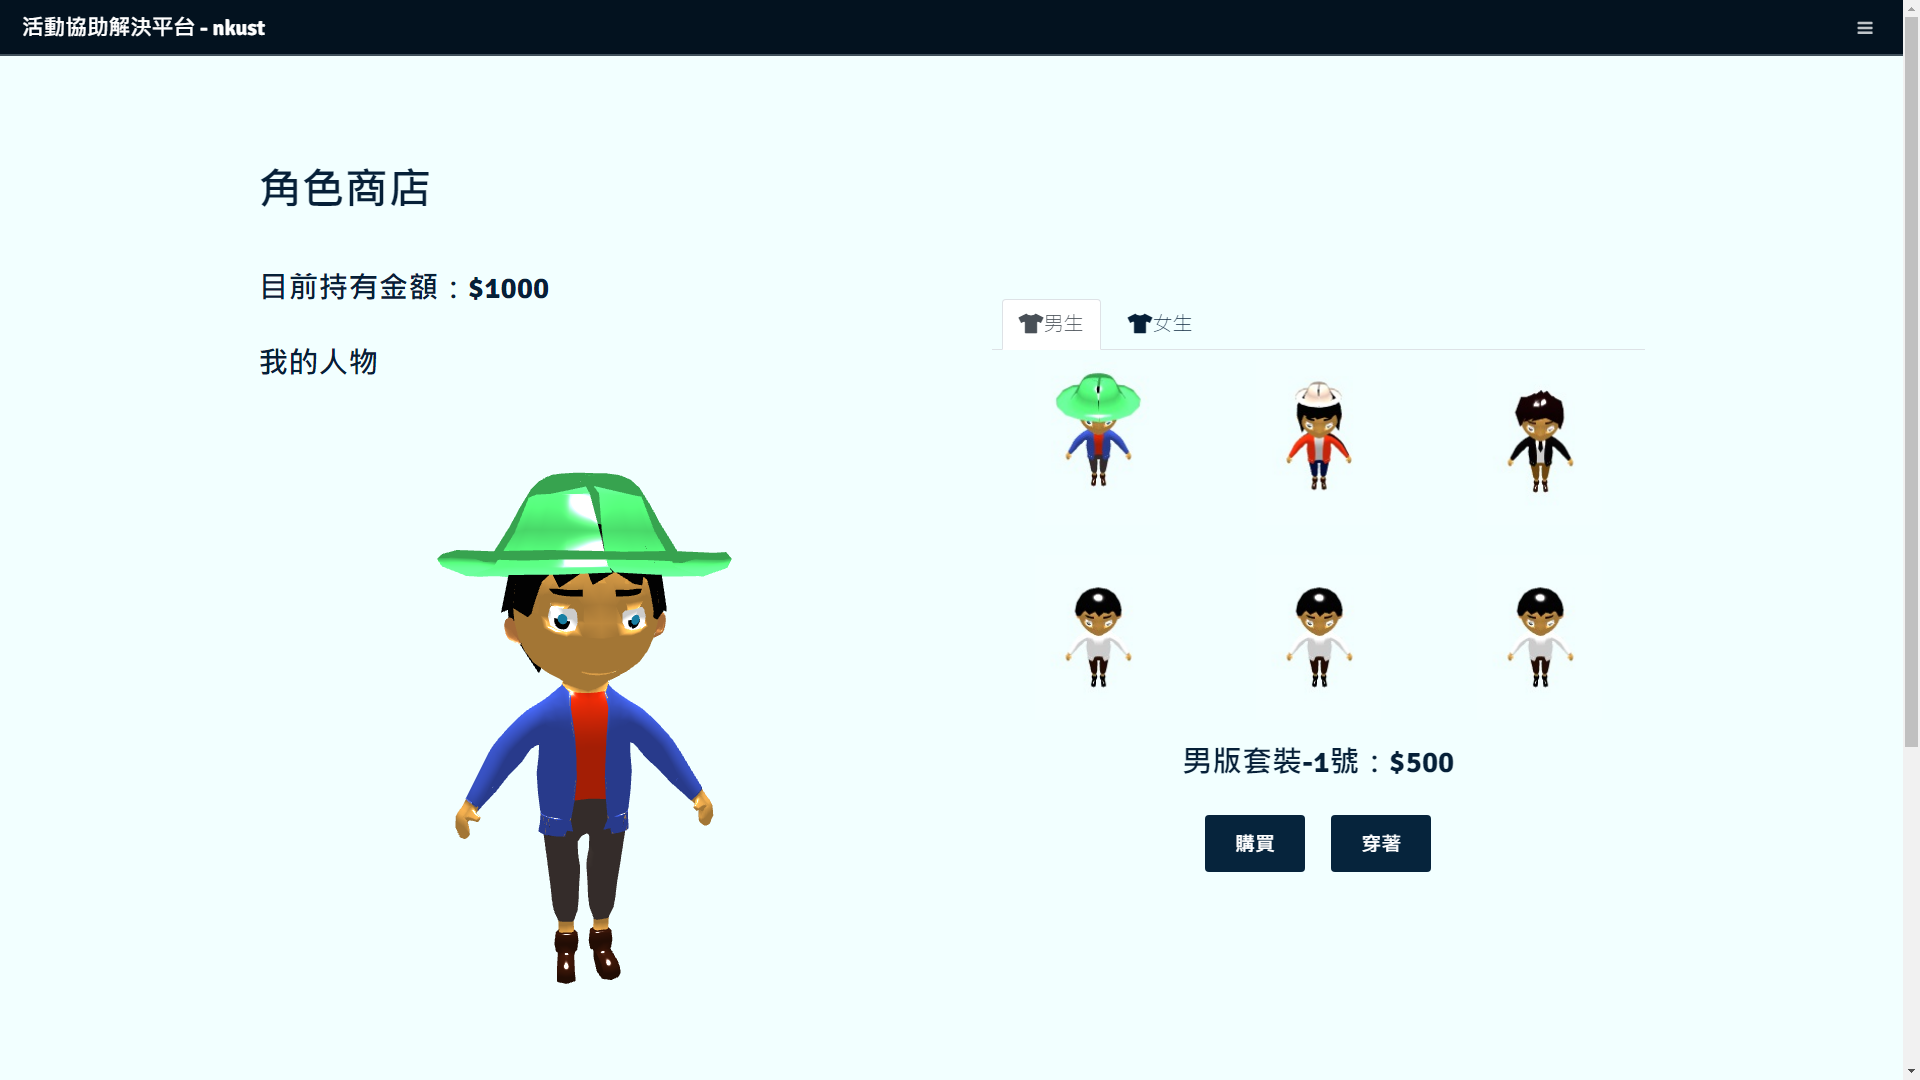 活動協助解決平台 - nkust
角色商店
目前持有金額：$1000
我的人物
男生
女生
男版套裝-1號：$500
購買
穿著